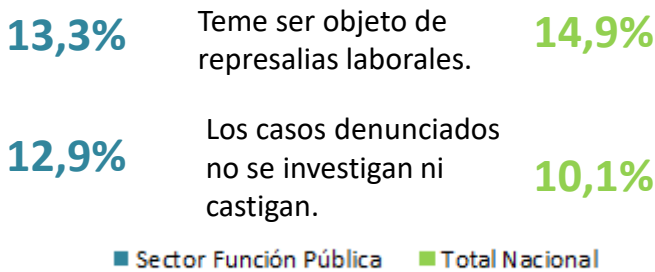 13,3%
Teme ser objeto de
represalias laborales.
14,9%
12,9%
Los casos denunciados
no se investigan ni
castigan.
10,1%
Sector Función Pública
Total Nacional